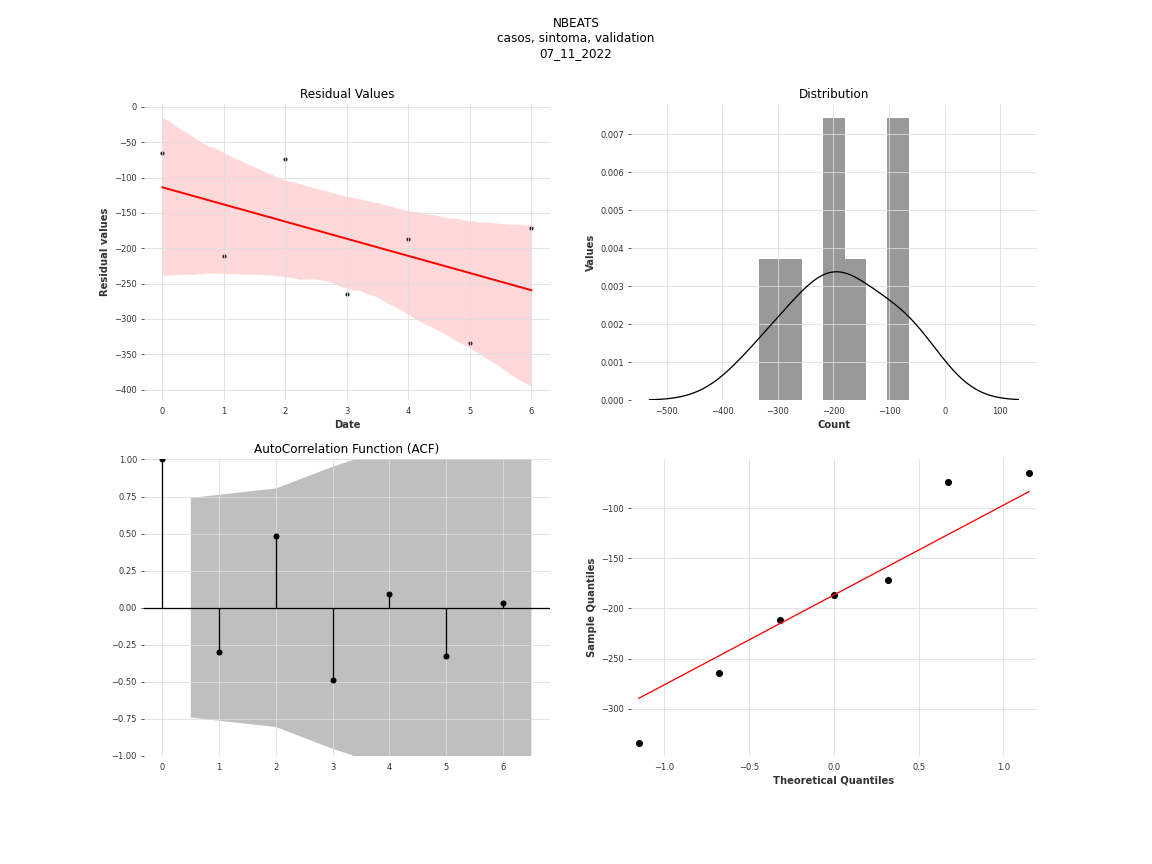 NBEATS
casos, sintoma, validation
07_11_2022
Residual Values
0
−50
−100
−150
−200
−250
−300
−350
−400
Residual values
0 1 2 3 4 5 6
Date
Distribution
0.007
0.006
0.005
0.004
0.003
0.002
0.001
0.000
Values
−500 −400 −300 −200 −100 0 100
Count
AutoCorrelation Function (ACF)
1.00
0.75
0.50
0.25
0.00
−0.25
−0.50
−0.75
−1.00
0 1 2 3 4 5 6
−100
−150
−200
−250
−300
Sample Quantiles
−1.0 −0.5 0.0 0.5 1.0
Theoretical Quantiles